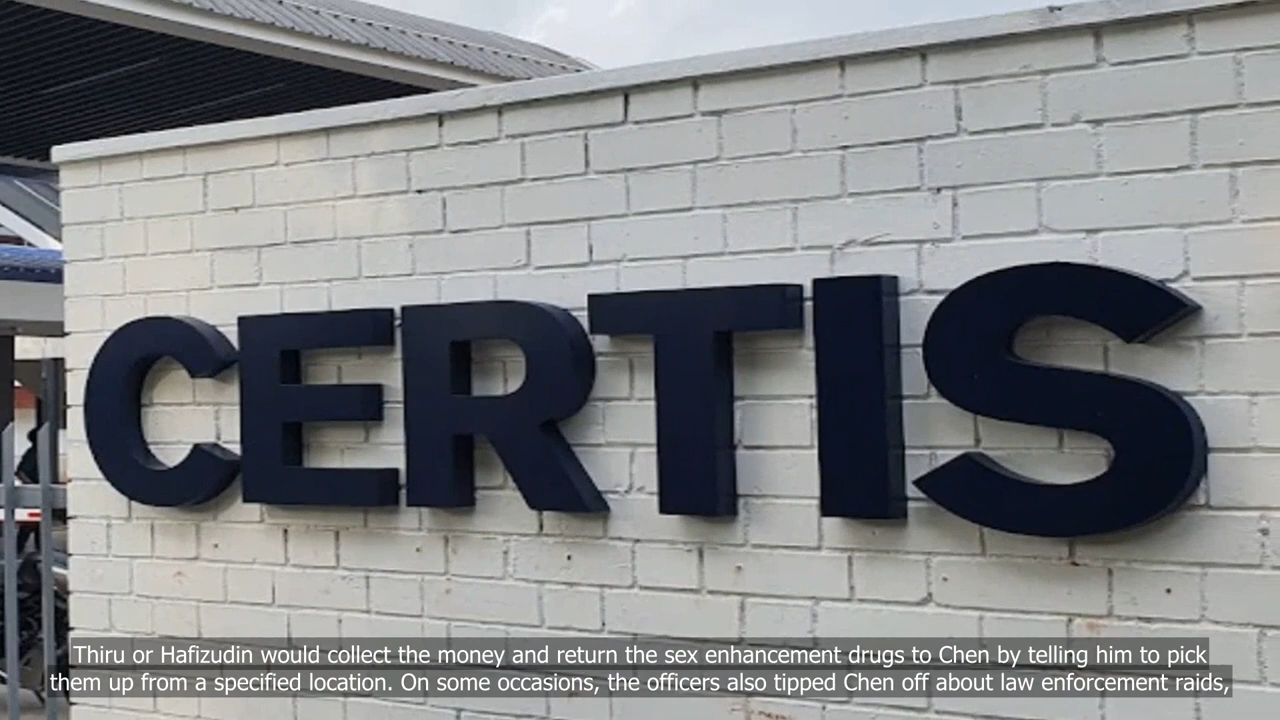 CERTIS
Thiru or Hafizudin would collect the money and return the sex enhancement drugs to Chen by telling him to pick
them up from a specified location. On some occasions, the officers also tipped Chen off about law enforcement raids,